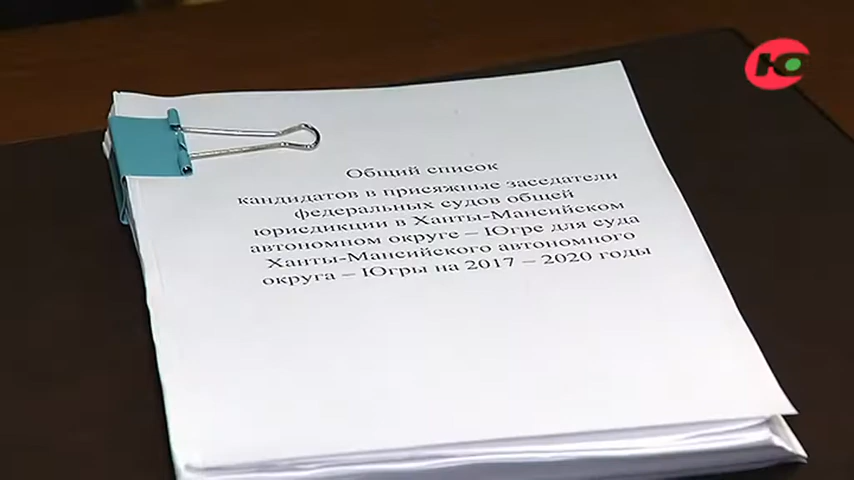 Ю
Общий список
кандидатов в присяжные заседатели
федеральных судов общей
юрисдикции в Ханты-Мансийском
автономном округе – Югре для суда
Ханты-Мансийского автономного
округа – Югры на 2017 – 2020 годы